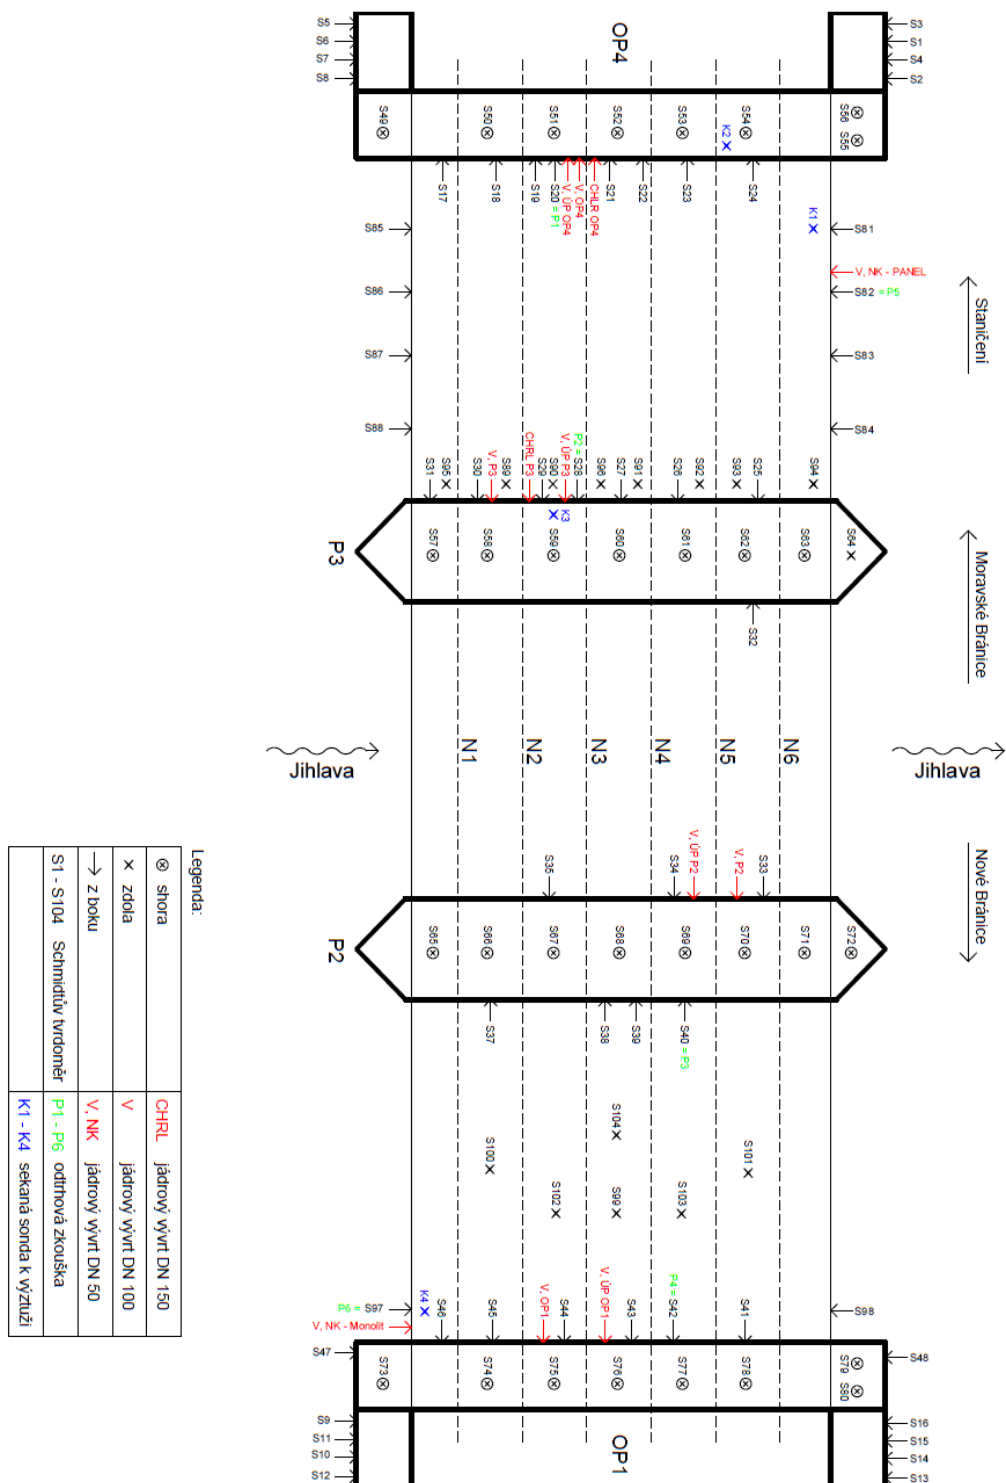 S5
S6
S7
S8
OP4
S3
S1
S4
S2
S49
S50
S51
S52
S53
S54
K2
S56
S55
S17
S18
S19
S20 = P1
V, ÚP OP4
V, OP4
CHLR OP4
S21
S22
S23
S24
K1
S85
S86
S87
S88
S81
V, NK - PANEL
S82 = P5
S83
S84
Staničení
S31
S95
S30
V, P3
S89
CHRL P3
S29
S90
V, ÚP P3
P2 = S28
S96
S27
S91
S26
S92
S93
S25
S94
K3
S57
S58
S59
S60
S61
S62
S63
S64
P3
Moravské Bránice
S32
Jihlava
N1
N2
N3
N4
N5
N6
Jihlava
S35
S34
V, ÚP P2
V, P2
S33
Nové Bránice
S65
S66
S67
S68
S69
S70
S71
S72
P2
S37
S38
S39
S40 = P3
S104
S100
S101
S102
S99
S103
P6 = S97
V, NK - Monolit
K4
S46
S45
V, OP1
S44
V, ÚP OP1
S43
P4 = S42
S41
S98
S47
S48
S73
S74
S75
S76
S77
S78
S79
S80
S9
S11
S10
S12
OP1
S16
S15
S14
S13
Legenda:
shora CHRL jádrový vývrt DN 150
zdola V jádrový vývrt DN 100
z boku V, NK jádrový vývrt DN 50
S1 - S104 Schmidtův tvrdoměr P1 - P6 odtrhová zkouška
K1 - K4 sekaná sonda k výztuži